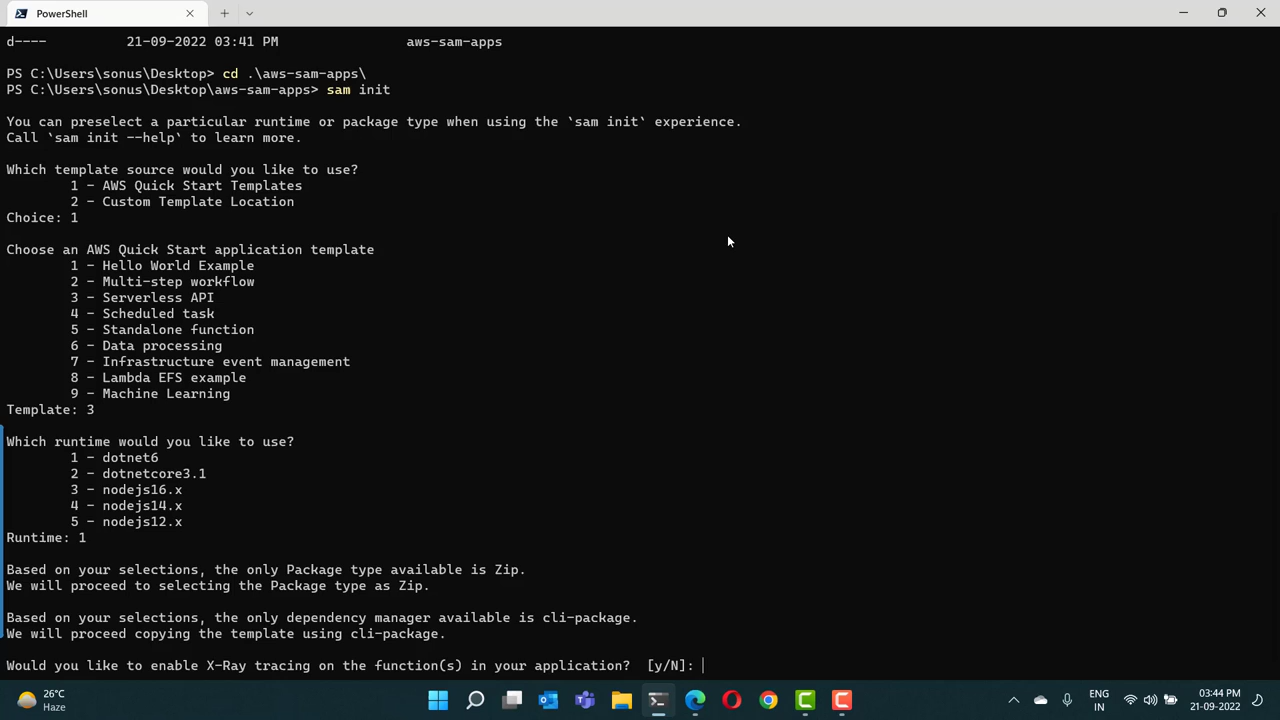 PowerShell
d---- 21-09-2022 03:41 PM aws-sam-apps
PS C:\Users\sonus\Desktop> cd .\aws-sam-apps\
PS C:\Users\sonus\Desktop\aws-sam-apps> sam init
You can preselect a particular runtime or package type when using the `sam init` experience.
Call `sam init --help` to learn more.
Which template source would you like to use?
1 - AWS Quick Start Templates
2 - Custom Template Location
Choice: 1
Choose an AWS Quick Start application template
1 - Hello World Example
2 - Multi-step workflow
3 - Serverless API
4 - Scheduled task
5 - Standalone function
6 - Data processing
7 - Infrastructure event management
8 - Lambda EFS example
9 - Machine Learning
Template: 3
Which runtime would you like to use?
1 - dotnet6
2 - dotnetcore3.1
3 - nodejs16.x
4 - nodejs14.x
5 - nodejs12.x
Runtime: 1
Based on your selections, the only Package type available is Zip.
We will proceed to selecting the Package type as Zip.
Based on your selections, the only dependency manager available is cli-package.
We will proceed copying the template using cli-package.
Would you like to enable X-Ray tracing on the function(s) in your application? [y/N]:
26°C
Haze
ENG
IN
03:44 PM
21-09-2022